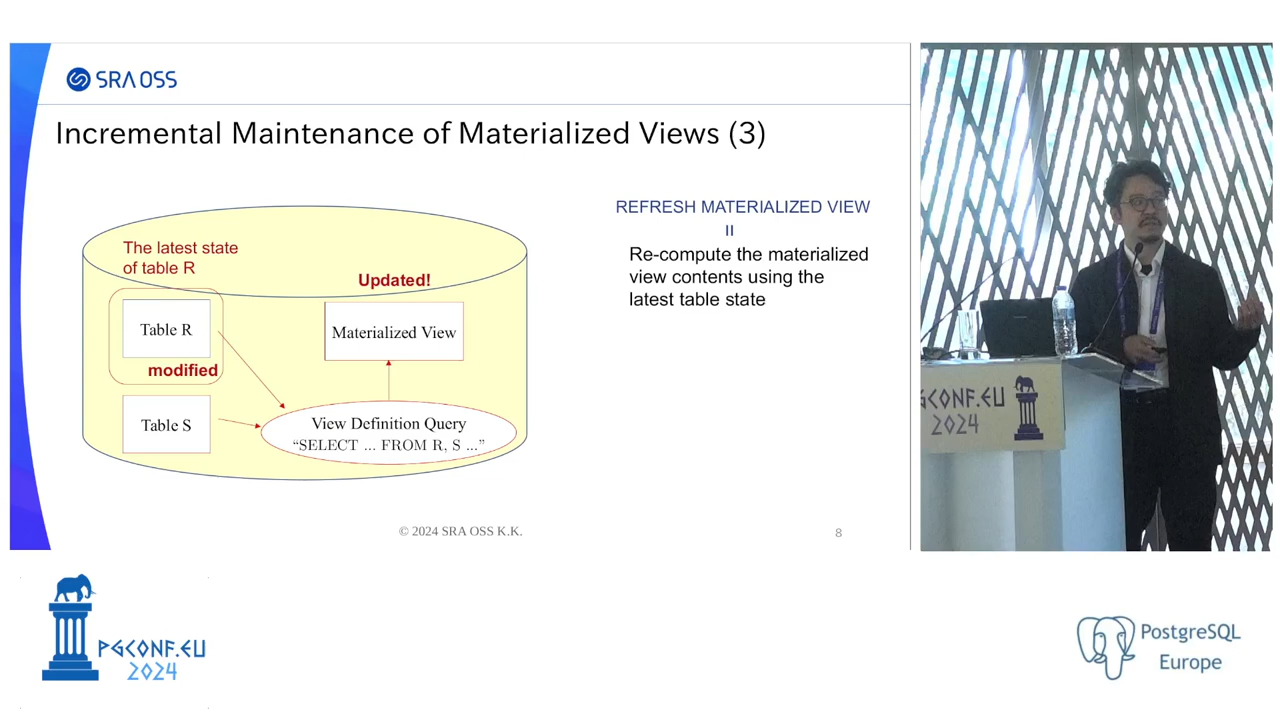 SRA OSS
Incremental Maintenance of Materialized Views (3)
The latest state
of table R
Updated!
Table R
Materialized View
modified
Table S
View Definition Query
“SELECT ... FROM R, S ...”
REFRESH MATERIALIZED VIEW
=
Re-compute the materialized
view contents using the
latest table state
© 2024 SRA OSS K.K.
8
GCONF.EU
2024
PGCONF.EU
2024
PostgreSQL
Europe